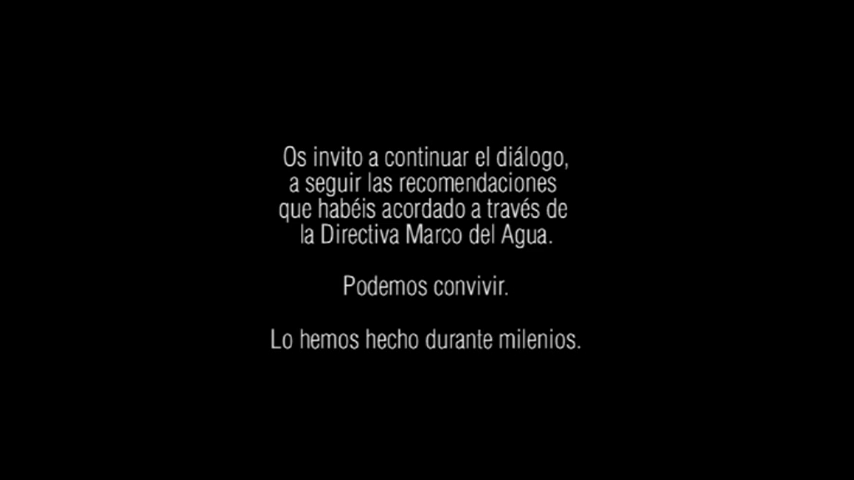 Os invito a continuar el diálogo,
a seguir las recomendaciones
que habéis acordado a través de
la Directiva Marco del Agua.
Podemos convivir.
Lo hemos hecho durante milenios.